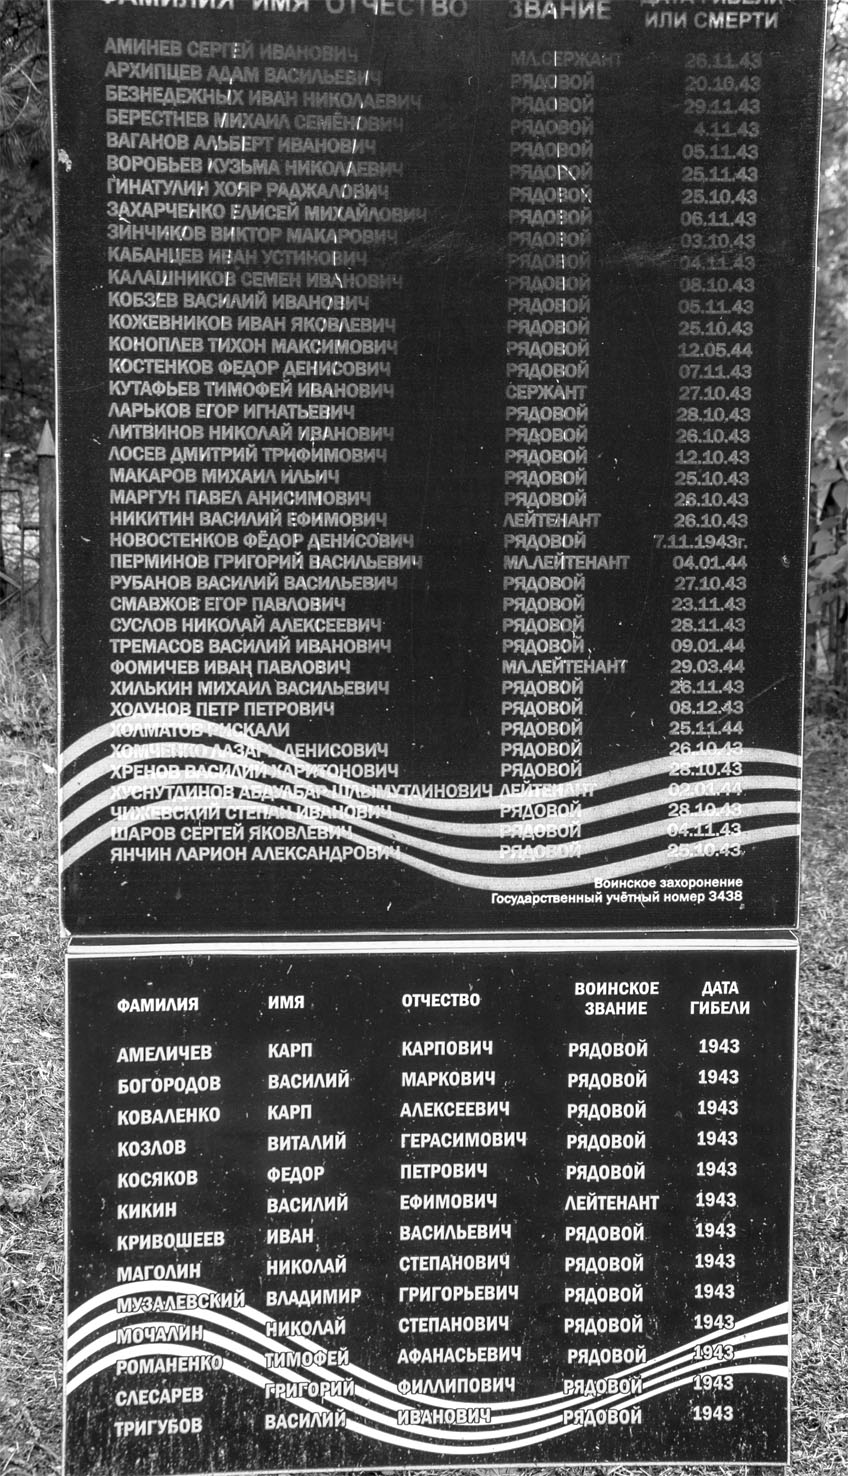 ФАМИЛИЯ ИМЯ ОТЧЕСТВО ЗВАНИЕ ДАТА ГИБЕЛИ
ИЛИ СМЕРТИ
АМИНЕВ СЕРГЕЙ ИВАНОВИЧ МЛ.СЕРЖАНТ 26.11.43
АРХИПЦЕВ АДАМ ВАСИЛЬЕВИЧ РЯДОВОЙ 20.10.43
БЕЗНЕДЕЖНЫХ ИВАН НИКОЛАЕВИЧ РЯДОВОЙ 29.11.43
БЕРЕСТНЕВ МИХАИЛ СЕМЁНОВИЧ РЯДОВОЙ 4.11.43
ВАГАНОВ АЛЬБЕРТ ИВАНОВИЧ РЯДОВОЙ 05.11.43
ВОРОБЬЕВ КУЗЬМА НИКОЛАЕВИЧ РЯДОВОЙ 25.11.43
ГИНАТУЛИН ХОЯР РАДЖАЛОВИЧ РЯДОВОЙ 25.10.43
ЗАХАРЧЕНКО ЕЛИСЕЙ МИХАЙЛОВИЧ РЯДОВОЙ 06.11.43
ЗИНЧИКОВ ВИКТОР МАКАРОВИЧ РЯДОВОЙ 03.10.43
КАБАНЦЕВ ИВАН УСТИНОВИЧ РЯДОВОЙ 04.11.43
КАЛАШНИКОВ СЕМЕН ИВАНОВИЧ РЯДОВОЙ 08.10.43
КОБЗЕВ ВАСИЛИЙ ИВАНОВИЧ РЯДОВОЙ 05.11.43
КОЖЕВНИКОВ ИВАН ЯКОВЛЕВИЧ РЯДОВОЙ 25.10.43
КОНОПЛЕВ ТИХОН МАКСИМОВИЧ РЯДОВОЙ 12.05.44
КОСТЕНКОВ ФЕДОР ДЕНИСОВИЧ РЯДОВОЙ 07.11.43
КУТАФЬЕВ ТИМОФЕЙ ИВАНОВИЧ СЕРЖАНТ 27.10.43
ЛАРЬКОВ ЕГОР ИГНАТЬЕВИЧ РЯДОВОЙ 28.10.43
ЛИТВИНОВ НИКОЛАЙ ИВАНОВИЧ РЯДОВОЙ 26.10.43
ЛОСЕВ ДМИТРИЙ ТРИФИМОВИЧ РЯДОВОЙ 12.10.43
МАКАРОВ МИХАИЛ ИЛЬИЧ РЯДОВОЙ 25.10.43
МАРГУН ПАВЕЛ АНИСИМОВИЧ РЯДОВОЙ 26.10.43
НИКИТИН ВАСИЛИЙ ЕФИМОВИЧ ЛЕЙТЕНАНТ 26.10.43
НОВОСТЕНКОВ ФЁДОР ДЕНИСОВИЧ РЯДОВОЙ 7.11.1943г.
ПЕРМИНОВ ГРИГОРИЙ ВАСИЛЬЕВИЧ МЛ.ЛЕЙТЕНАНТ 04.01.44
РУБАНОВ ВАСИЛИЙ ВАСИЛЬЕВИЧ РЯДОВОЙ 27.10.43
СМАВЖОВ ЕГОР ПАВЛОВИЧ РЯДОВОЙ 23.11.43
СУСЛОВ НИКОЛАЙ АЛЕКСЕЕВИЧ РЯДОВОЙ 28.11.43
ТРЕМАСОВ ВАСИЛИЙ ИВАНОВИЧ РЯДОВОЙ 09.01.44
ФОМИЧЕВ ИВАН ПАВЛОВИЧ МЛ.ЛЕЙТЕНАНТ 29.03.44
ХИЛЬКИН МИХАИЛ ВАСИЛЬЕВИЧ РЯДОВОЙ 26.11.43
ХОДУНОВ ПЕТР ПЕТРОВИЧ РЯДОВОЙ 08.12.43
ХОЛМАТОВ РИСКАЛИ РЯДОВОЙ 25.11.44
ХОМЧЕНКО ЛАЗАРЬ ДЕНИСОВИЧ РЯДОВОЙ 26.10.43
ХРЕНОВ ВАСИЛИЙ ХАРИТОНОВИЧ РЯДОВОЙ 28.10.43
ХУСНУТДИНОВ АБДУЛБАР ШЛЫМУТДИНОВИЧ ЛЕЙТЕНАНТ 02.01.44
ЧИЖЕВСКИЙ СТЕПАН ИВАНОВИЧ РЯДОВОЙ 28.10.43
ШАРОВ СЕРГЕЙ ЯКОВЛЕВИЧ РЯДОВОЙ 04.11.43
ЯНЧИН ЛАРИОН АЛЕКСАНДРОВИЧ РЯДОВОЙ 25.10.43
Воинское захоронение
Государственный учётный номер 3438
ФАМИЛИЯ ИМЯ ОТЧЕСТВО ВОИНСКОЕ ЗВАНИЕ ДАТА ГИБЕЛИ
АМЕЛИЧЕВ КАРП КАРПОВИЧ РЯДОВОЙ 1943
БОГОРОДОВ ВАСИЛИЙ МАРКОВИЧ РЯДОВОЙ 1943
КОВАЛЕНКО КАРП АЛЕКСЕЕВИЧ РЯДОВОЙ 1943
КОЗЛОВ ВИТАЛИЙ ГЕРАСИМОВИЧ РЯДОВОЙ 1943
КОСЯКОВ ФЕДОР ПЕТРОВИЧ РЯДОВОЙ 1943
КИКИН ВАСИЛИЙ ЕФИМОВИЧ ЛЕЙТЕНАНТ 1943
КРИВОШЕЕВ ИВАН ВАСИЛЬЕВИЧ РЯДОВОЙ 1943
МАГОЛИН НИКОЛАЙ СТЕПАНОВИЧ РЯДОВОЙ 1943
МУЗАЛЕВСКИЙ ВЛАДИМИР ГРИГОРЬЕВИЧ РЯДОВОЙ 1943
МОЧАЛИН НИКОЛАЙ СТЕПАНОВИЧ РЯДОВОЙ 1943
РОМАНЕНКО ТИМОФЕЙ АФАНАСЬЕВИЧ РЯДОВОЙ 1943
СЛЕСАРЕВ ГРИГОРИЙ ФИЛЛИПОВИЧ РЯДОВОЙ 1943
ТРИГУБОВ ВАСИЛИЙ ИВАНОВИЧ РЯДОВОЙ 1943